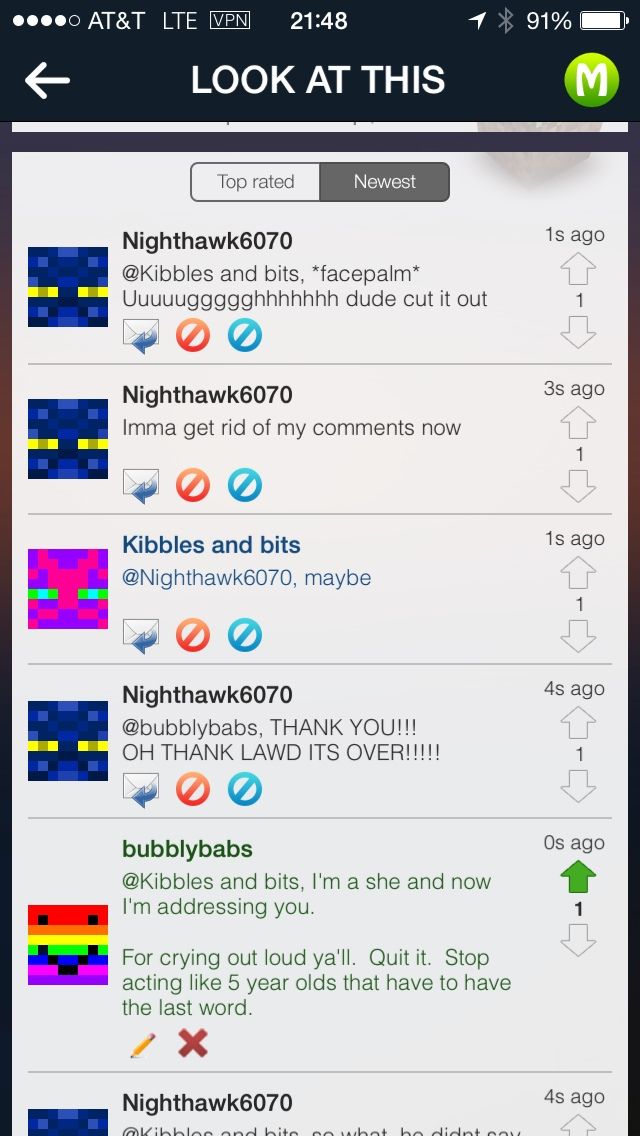 AT&T LTE VPN 21:48 91%
LOOK AT THIS
M
Top rated Newest
Nighthawk6070 1s ago
@Kibbles and bits, *facepalm*
Uuuuugggggghhhhhhh dude cut it out
1
Nighthawk6070 3s ago
Imma get rid of my comments now
1
Kibbles and bits 1s ago
@Nighthawk6070, maybe
1
Nighthawk6070 4s ago
@bubblybabs, THANK YOU!!!
OH THANK LAWD ITS OVER!!!!!
1
bubblybabs 0s ago
@Kibbles and bits, I'm a she and now
I'm addressing you.
1
For crying out loud ya'll. Quit it. Stop
acting like 5 year olds that have to have
the last word.
Nighthawk6070 4s ago
@Kibbles and bits, so what, he didnt say